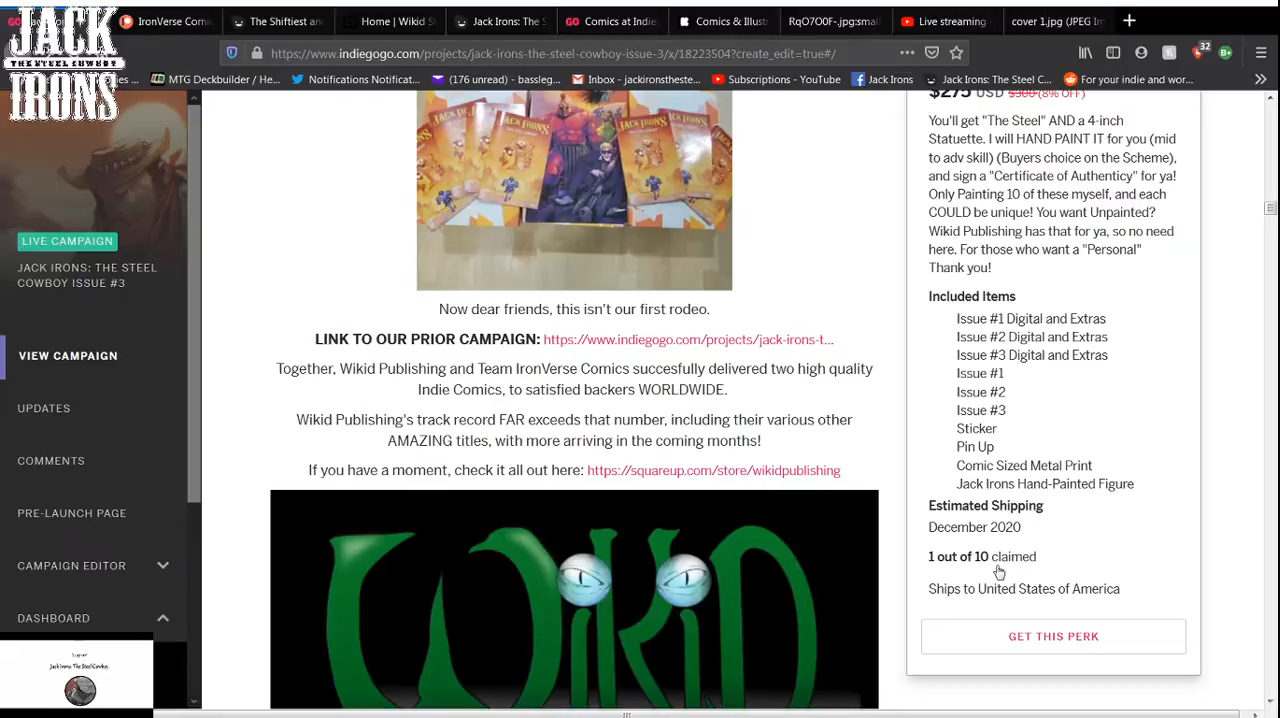 JACK
THE STEEL COWBOY
IRONS
IronVerse Comi
The Shiftiest an
Home | Wikid S
Jack Irons: The S
GO Comics at Indie
Comics & Illust
RqO7O0F-jpg:small
Live streaming
cover 1.jpg (JPEG Im
https://www.indiegogo.com/projects/jack-irons-the-steel-cowboy-issue-3/x/18223504?create_edit=true#/
32
MTG Deckbuilder / He...
Notifications Notificat...
(176 unread) - bassleg...
Inbox - jackironsthe...
Subscriptions - YouTube
Jack Irons
Jack Irons: The Steel C...
For your indie and wor...
LIVE CAMPAIGN
JACK IRONS: THE STEEL
COWBOY ISSUE #3
VIEW CAMPAIGN
UPDATES
COMMENTS
PRE-LAUNCH PAGE
CAMPAIGN EDITOR
DASHBOARD
Support
Jack Irons: The Steel Cowboy
JACK IRONS
JACK IRONS
Now dear friends, this isn't our first rodeo.
LINK TO OUR PRIOR CAMPAIGN: https://www.indiegogo.com/projects/jack-irons-t...
Together, Wikid Publishing and Team IronVerse Comics succesfully delivered two high quality
Indie Comics, to satisfied backers WORLDWIDE.
Wikid Publishing's track record FAR exceeds that number, including their various other
AMAZING titles, with more arriving in the coming months!
If you have a moment, check it all out here: https://squareup.com/store/wikidpublishing
WiKiD
$275 USD $300 (8% OFF)
You'll get "The Steel" AND a 4-inch
Statuette. I will HAND PAINT IT for you (mid
to adv skill) (Buyers choice on the Scheme),
and sign a "Certificate of Authenticy" for ya!
Only Painting 10 of these myself, and each
COULD be unique! You want Unpainted?
Wikid Publishing has that for ya, so no need
here. For those who want a "Personal"
Thank you!
Included Items
Issue #1 Digital and Extras
Issue #2 Digital and Extras
Issue #3 Digital and Extras
Issue #1
Issue #2
Issue #3
Sticker
Pin Up
Comic Sized Metal Print
Jack Irons Hand-Painted Figure
Estimated Shipping
December 2020
1 out of 10 claimed
Ships to United States of America
GET THIS PERK